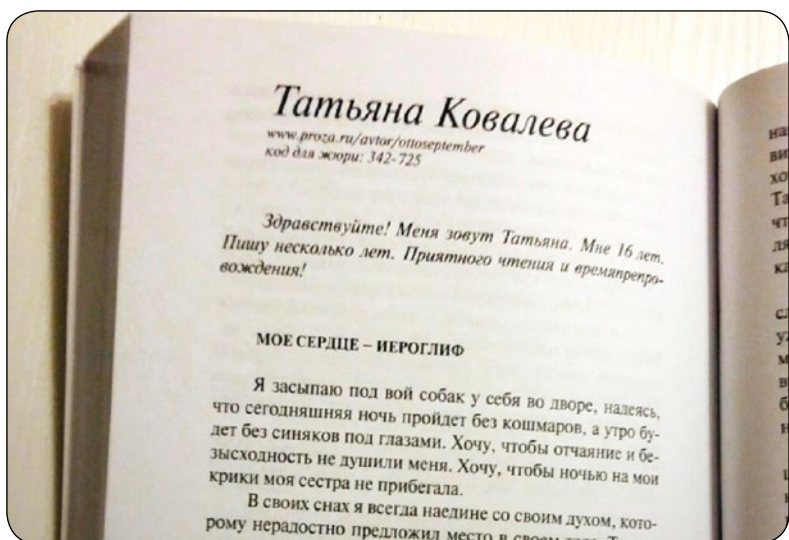 Татьяна Ковалева
www.proza.ru/avtor/ottoseptember
код для жюри: 342-725
Здравствуйте! Меня зовут Татьяна. Мне 16 лет.
Пишу несколько лет. Приятного чтения и времяпрепро-
вождения!
МОЕ СЕРДЦЕ – ИЕРОГЛИФ
Я засыпаю под вой собак у себя во дворе, надеясь,
что сегодняшняя ночь пройдет без кошмаров, а утро бу-
дет без синяков под глазами. Хочу, чтобы отчаяние и бе-
зысходность не душили меня. Хочу, чтобы ночью на мои
крики моя сестра не прибегала.
В своих снах я всегда наедине со своим духом, кото-
рому нерадостно предложил место в своем